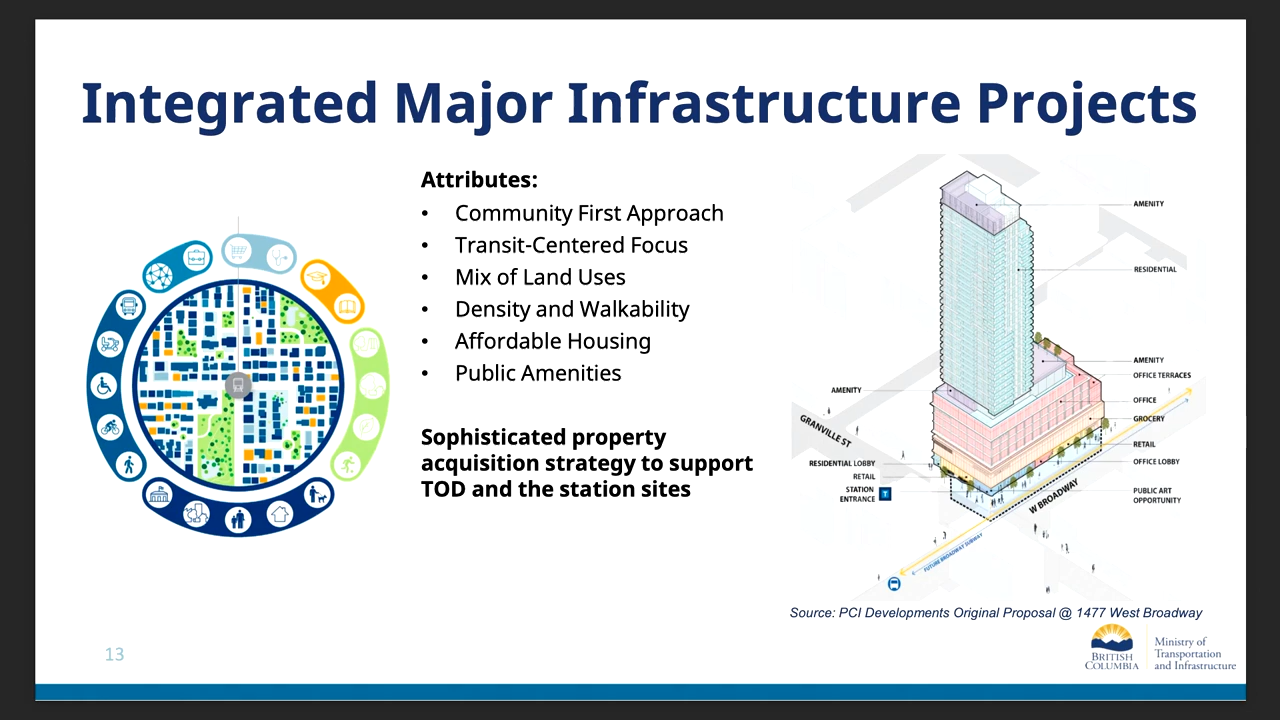 Integrated Major Infrastructure Projects
Attributes:
• Community First Approach
• Transit-Centered Focus
• Mix of Land Uses
• Density and Walkability
• Affordable Housing
• Public Amenities
Sophisticated property
acquisition strategy to support
TOD and the station sites
AMENITY
RESIDENTIAL
AMENITY
OFFICE TERRACES
OFFICE
GROCERY
RETAIL
OFFICE LOBBY
PUBLIC ART
OPPORTUNITY
AMENITY
GRANVILLE ST
RESIDENTIAL LOBBY
RETAIL
STATION
ENTRANCE
T
W BROADWAY
FUTURE BROADWAY SUBWAY
Source: PCI Developments Original Proposal @ 1477 West Broadway
13
BRITISH
COLUMBIA
Ministry of
Transportation
and Infrastructure